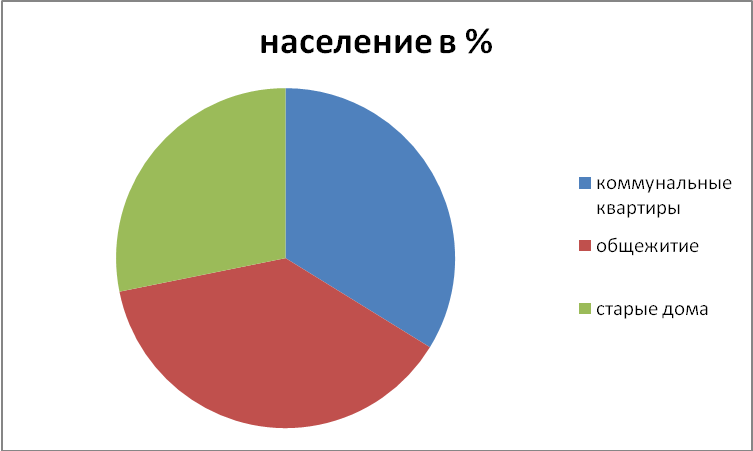 население в %
коммунальные
квартиры
общежитие
старые дома